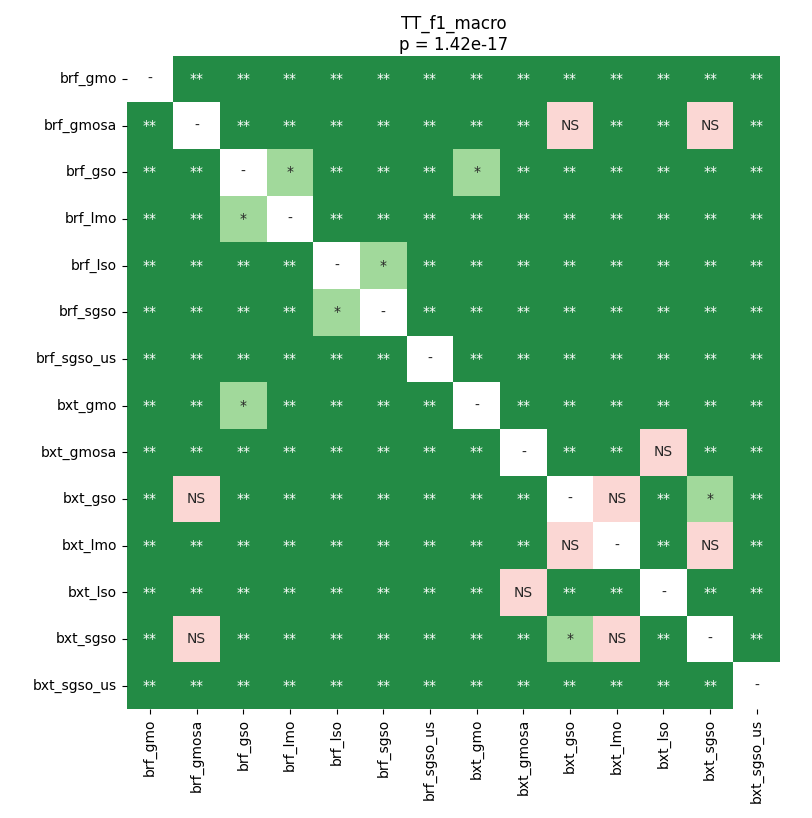 TT_f1_macro
p = 1.42e-17
brf_gmo - ** ** ** ** ** ** ** ** ** ** ** ** **
brf_gmosa ** - ** ** ** ** ** ** ** NS ** ** NS **
brf_gso ** ** - * ** ** ** * ** ** ** ** ** **
brf_lmo ** ** * - ** ** ** ** ** ** ** ** ** **
brf_lso ** ** ** ** - * ** ** ** ** ** ** ** **
brf_sgso ** ** ** ** * - ** ** ** ** ** ** ** **
brf_sgso_us ** ** ** ** ** ** - ** ** ** ** ** ** **
bxt_gmo ** ** * ** ** ** ** - ** ** ** ** ** **
bxt_gmosa ** ** ** ** ** ** ** ** - ** ** NS ** **
bxt_gso ** NS ** ** ** ** ** ** ** - NS ** * **
bxt_lmo ** ** ** ** ** ** ** ** ** NS - ** NS **
bxt_lso ** ** ** ** ** ** ** ** NS ** ** - ** **
bxt_sgso ** NS ** ** ** ** ** ** ** * NS ** - **
bxt_sgso_us ** ** ** ** ** ** ** ** ** ** ** ** ** -
brf_gmo brf_gmosa brf_gso brf_lmo brf_lso brf_sgso brf_sgso_us bxt_gmo bxt_gmosa bxt_gso bxt_lmo bxt_lso bxt_sgso bxt_sgso_us